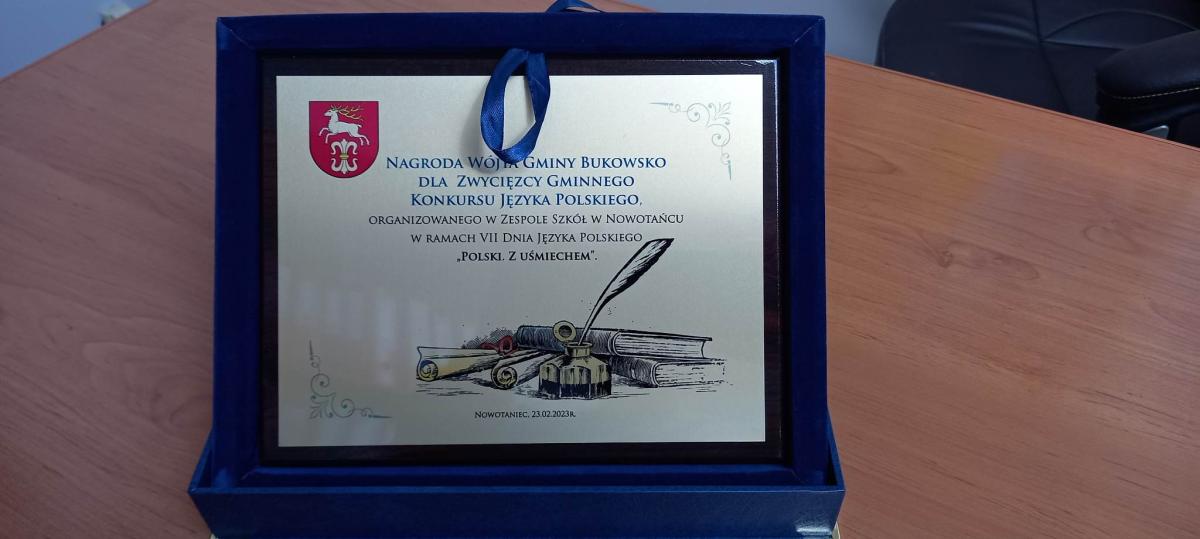 Nagroda Wójta Gminy Bukowsko
dla Zwycięzcy Gminnego
Konkursu Języka Polskiego,
organizowanego w Zespole Szkół w Nowotańcu
w ramach VII Dnia Języka Polskiego
„Polski. Z uśmiechem”.
Nowotaniec, 23.02.2023r.